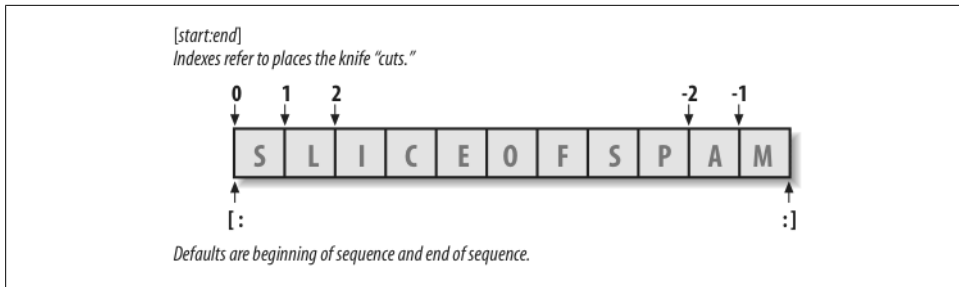 [start:end]
Indexes refer to places the knife “cuts.”
0 1 2 -2 -1
S L I C E O F S P A M
[: :]
Defaults are beginning of sequence and end of sequence.